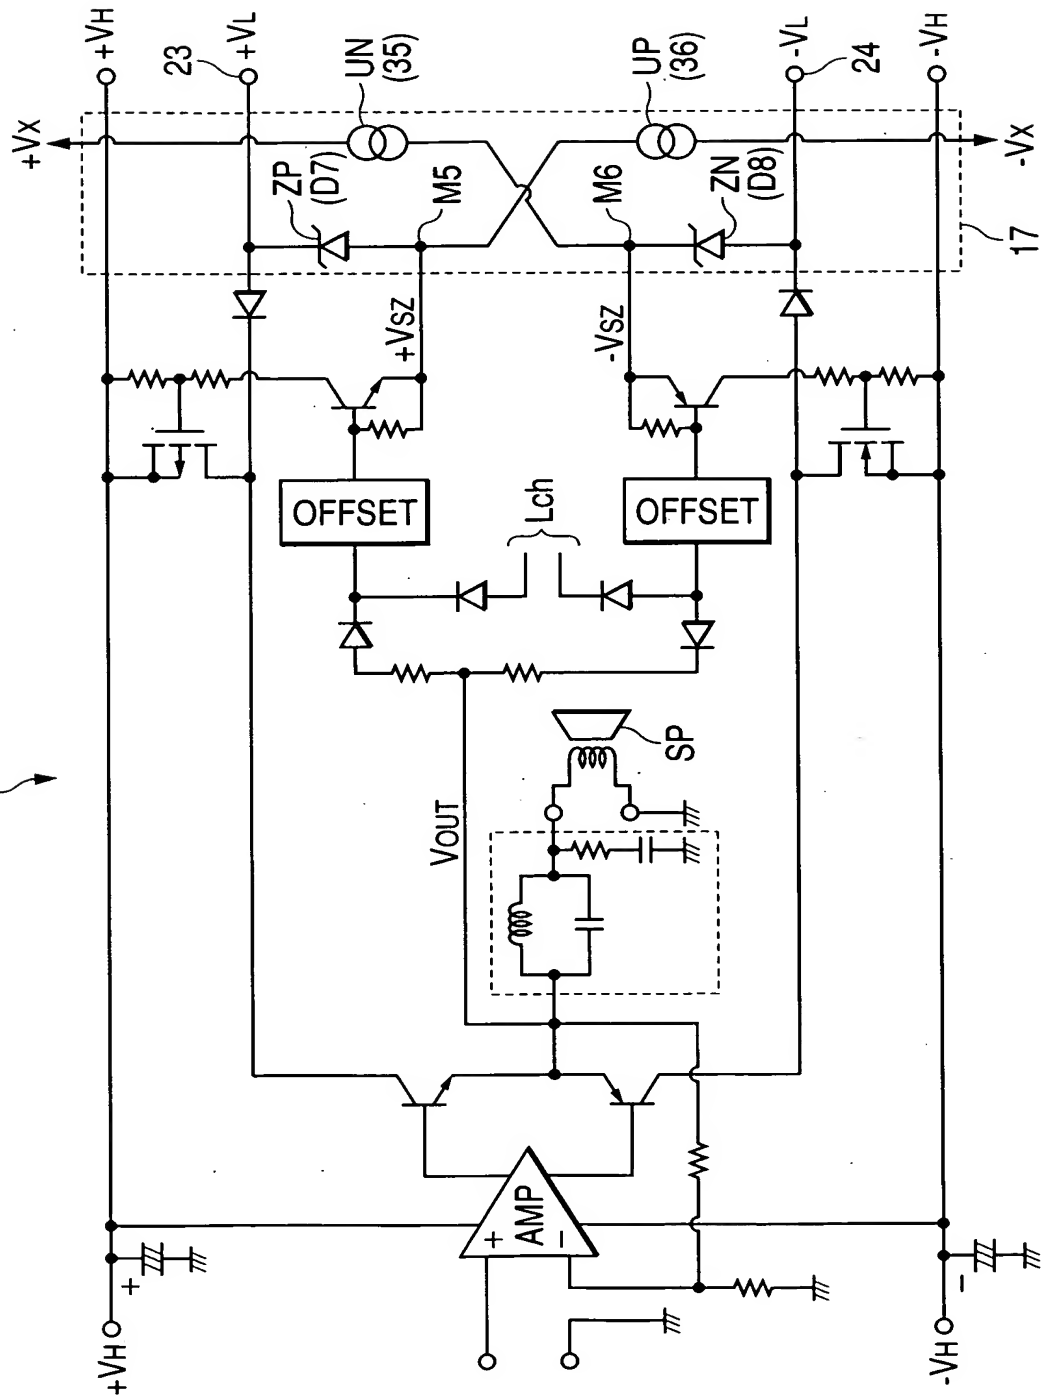 +VH
+VL
23
+VX
UN
(35)
UP
(36)
-VL
24
-VH
-VX
ZP
(D7)
M5
M6
ZN
(D8)
17
+VSZ
-VSZ
OFFSET
OFFSET
Lch
SP
VOUT
AMP
+
−
+
−
+VH
-VH